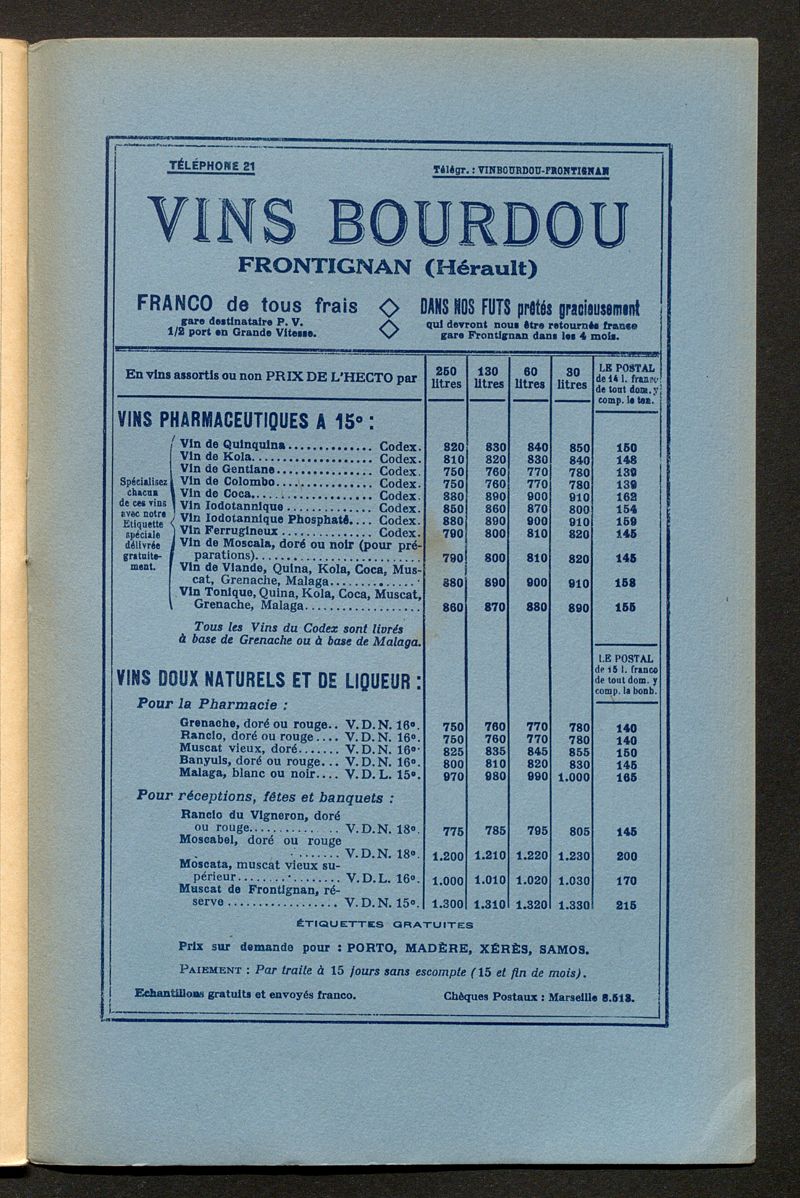 TÉLÉPHONE 21
Télégr. : VINBOURDOU-FRONTIGNAN
VINS BOURDOU
FRONTIGNAN (Hérault)
FRANCO de tous frais
gare destinataire P. V.
1/2 port en Grande Vitesse.
DANS NOS FUTS prêtés gracieusement
qui devront nous être retournés franco
gare Frontignan dans les 4 mois.
En vins assortis ou non PRIX DE L'HECTO par 250 litres 130 litres 60 litres 30 litres
LE POSTAL
de 14 l. franco
de tout dom. y
comp. le ton.
VINS PHARMACEUTIQUES A 15° :
Spécialisez
chacun
de ces vins
avec notre
Etiquette
spéciale
délivrée
gratuite-
ment.
Vin de Quinquina.............. Codex. 820 830 840 850 150
Vin de Kola.................... Codex. 810 820 830 840 148
Vin de Gentiane................ Codex. 750 760 770 780 139
Vin de Colombo................ Codex. 750 760 770 780 139
Vin de Coca.................... Codex. 880 890 900 910 162
Vin Iodotannique .............. Codex. 850 860 870 800 154
Vin Iodotannique Phosphaté.... Codex. 880 890 900 910 159
Vin Ferrugineux ............... Codex. 790 800 810 820 145
Vin de Moscala, doré ou noir (pour pré-
parations)........................... 790 800 810 820 145
Vin de Viande, Quina, Kola, Coca, Mus-
cat, Grenache, Malaga.............. 880 890 900 910 158
Vin Tonique, Quina, Kola, Coca, Muscat,
Grenache, Malaga................... 860 870 880 890 155
Tous les Vins du Codex sont livrés
à base de Grenache ou à base de Malaga.
LE POSTAL
de 15 l. franco
de tout dom. y
comp. la bonb.
VINS DOUX NATURELS ET DE LIQUEUR :
Pour la Pharmacie :
Grenache, doré ou rouge.. V.D.N. 16°. 750 760 770 780 140
Rancio, doré ou rouge.... V.D.N. 16°. 750 760 770 780 140
Muscat vieux, doré....... V.D.N. 16°. 825 835 845 855 150
Banyuls, doré ou rouge... V.D.N. 16°. 800 810 820 830 145
Malaga, blanc ou noir.... V.D.L. 15°. 970 980 990 1.000 165
Pour réceptions, fêtes et banquets :
Rancio du Vigneron, doré
ou rouge............... V.D.N. 18°. 775 785 795 805 145
Moscabel, doré ou rouge
........ V.D.N. 18°. 1.200 1.210 1.220 1.230 200
Moscata, muscat vieux su-
périeur................. V.D.L. 16°. 1.000 1.010 1.020 1.030 170
Muscat de Frontignan, ré-
serve .................. V.D.N. 15°. 1.300 1.310 1.320 1.330 215
ÉTIQUETTES GRATUITES
Prix sur demande pour : PORTO, MADÈRE, XÉRÈS, SAMOS.
PAIEMENT : Par traite à 15 jours sans escompte (15 et fin de mois).
Echantillons gratuits et envoyés franco.
Chèques Postaux : Marseille 8.513.